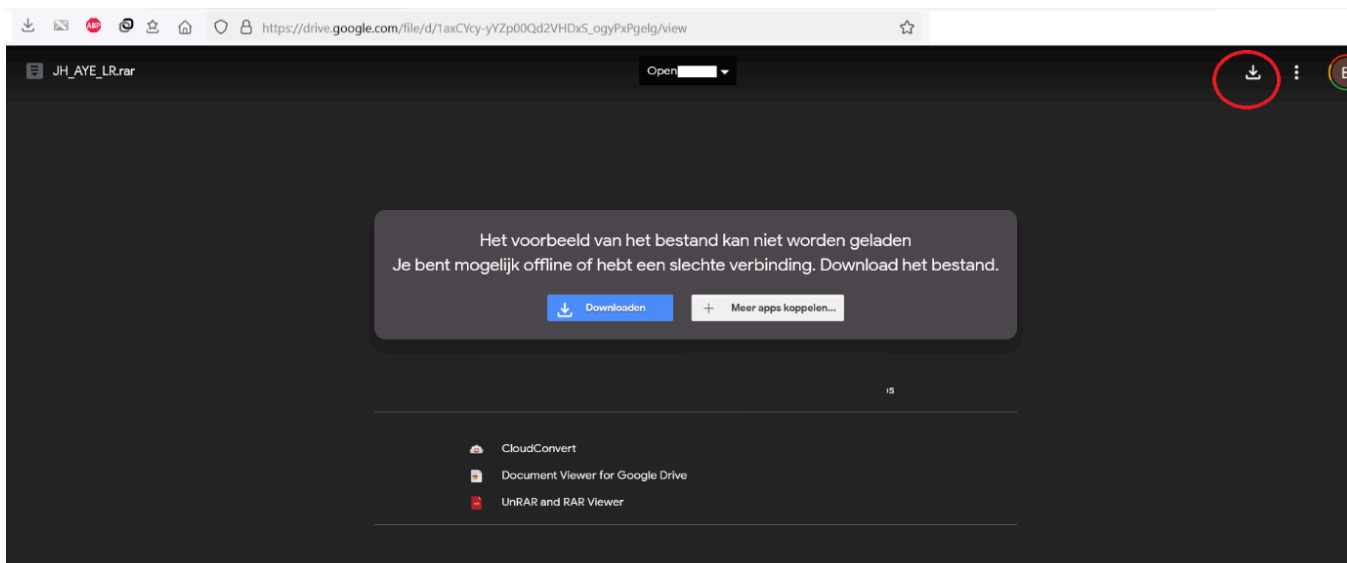 ABP
https://drive.google.com/file/d/1axCYcy-yYZp00Qd2VHDxS_ogyPxPgelg/view
JH_AYE_LR.rar
Open
E
Het voorbeeld van het bestand kan niet worden geladen
Je bent mogelijk offline of hebt een slechte verbinding. Download het bestand.
Downloaden
Meer apps koppelen...
CloudConvert
Document Viewer for Google Drive
UnRAR and RAR Viewer